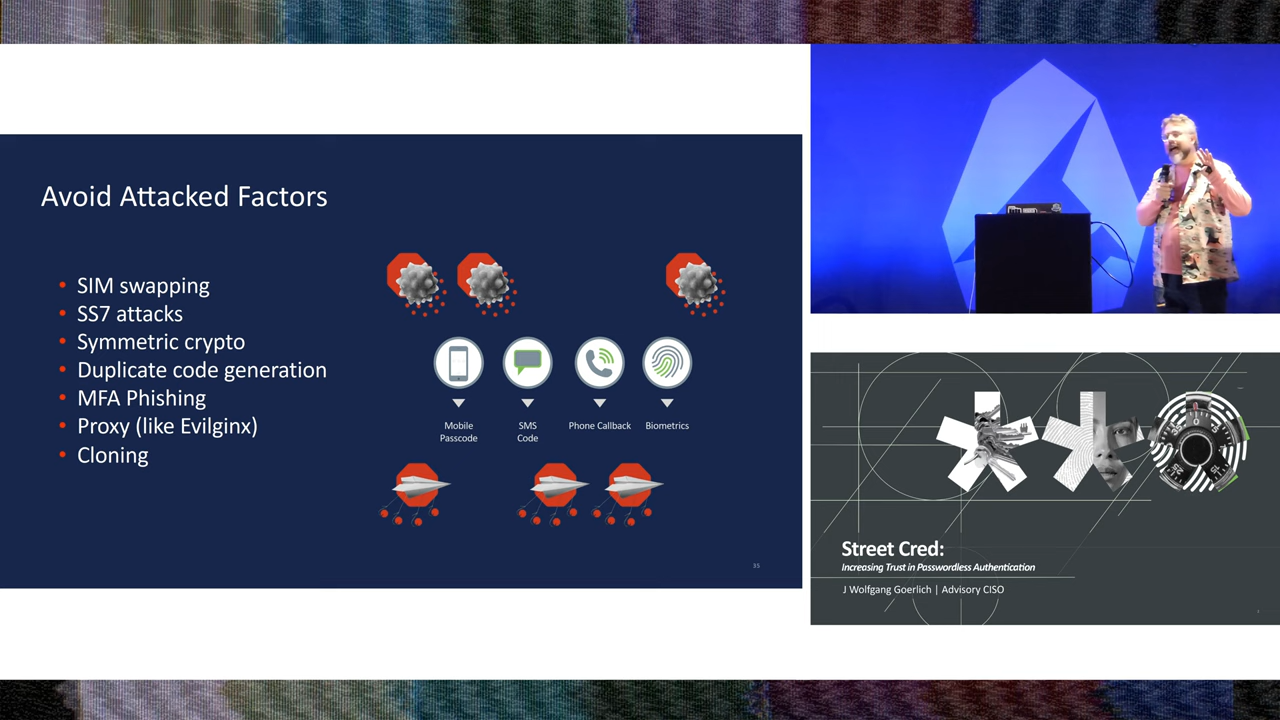 Avoid Attacked Factors
• SIM swapping
• SS7 attacks
• Symmetric crypto
• Duplicate code generation
• MFA Phishing
• Proxy (like Evilginx)
• Cloning
Mobile
Passcode
SMS
Code
Phone Callback
Biometrics
35
Street Cred:
Increasing Trust in Passwordless Authentication
J Wolfgang Goerlich | Advisory CISO